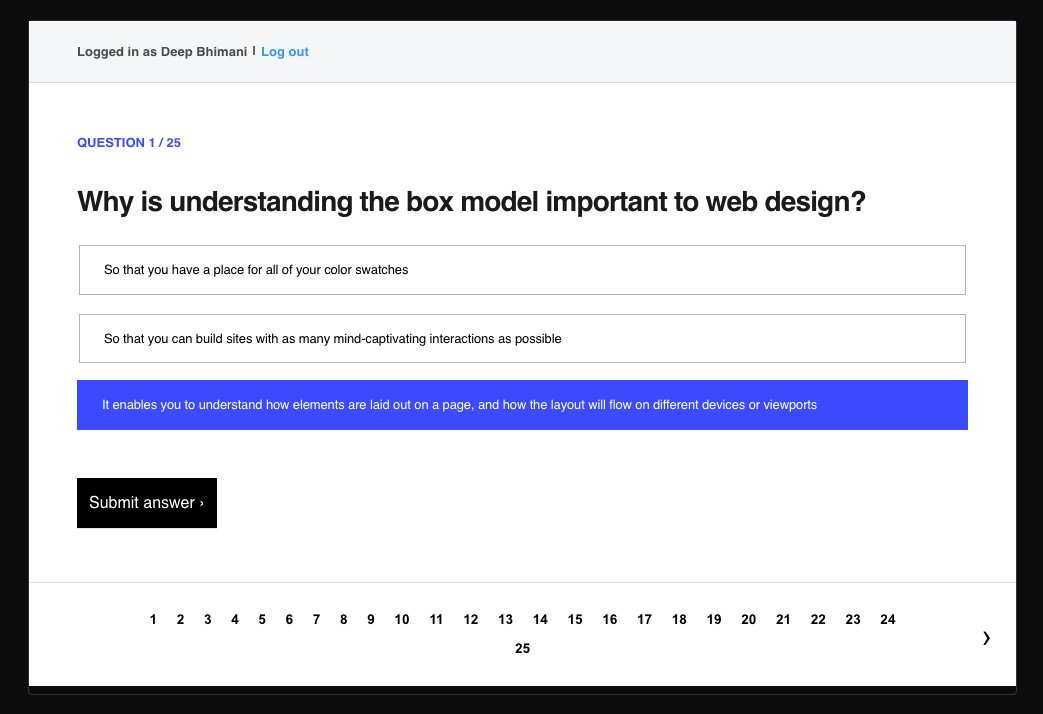 Logged in as Deep Bhimani | Log out
QUESTION 1 / 25
Why is understanding the box model important to web design?
So that you have a place for all of your color swatches
So that you can build sites with as many mind-captivating interactions as possible
It enables you to understand how elements are laid out on a page, and how the layout will flow on different devices or viewports
Submit answer ›
1 2 3 4 5 6 7 8 9 10 11 12 13 14 15 16 17 18 19 20 21 22 23 24
25
❯